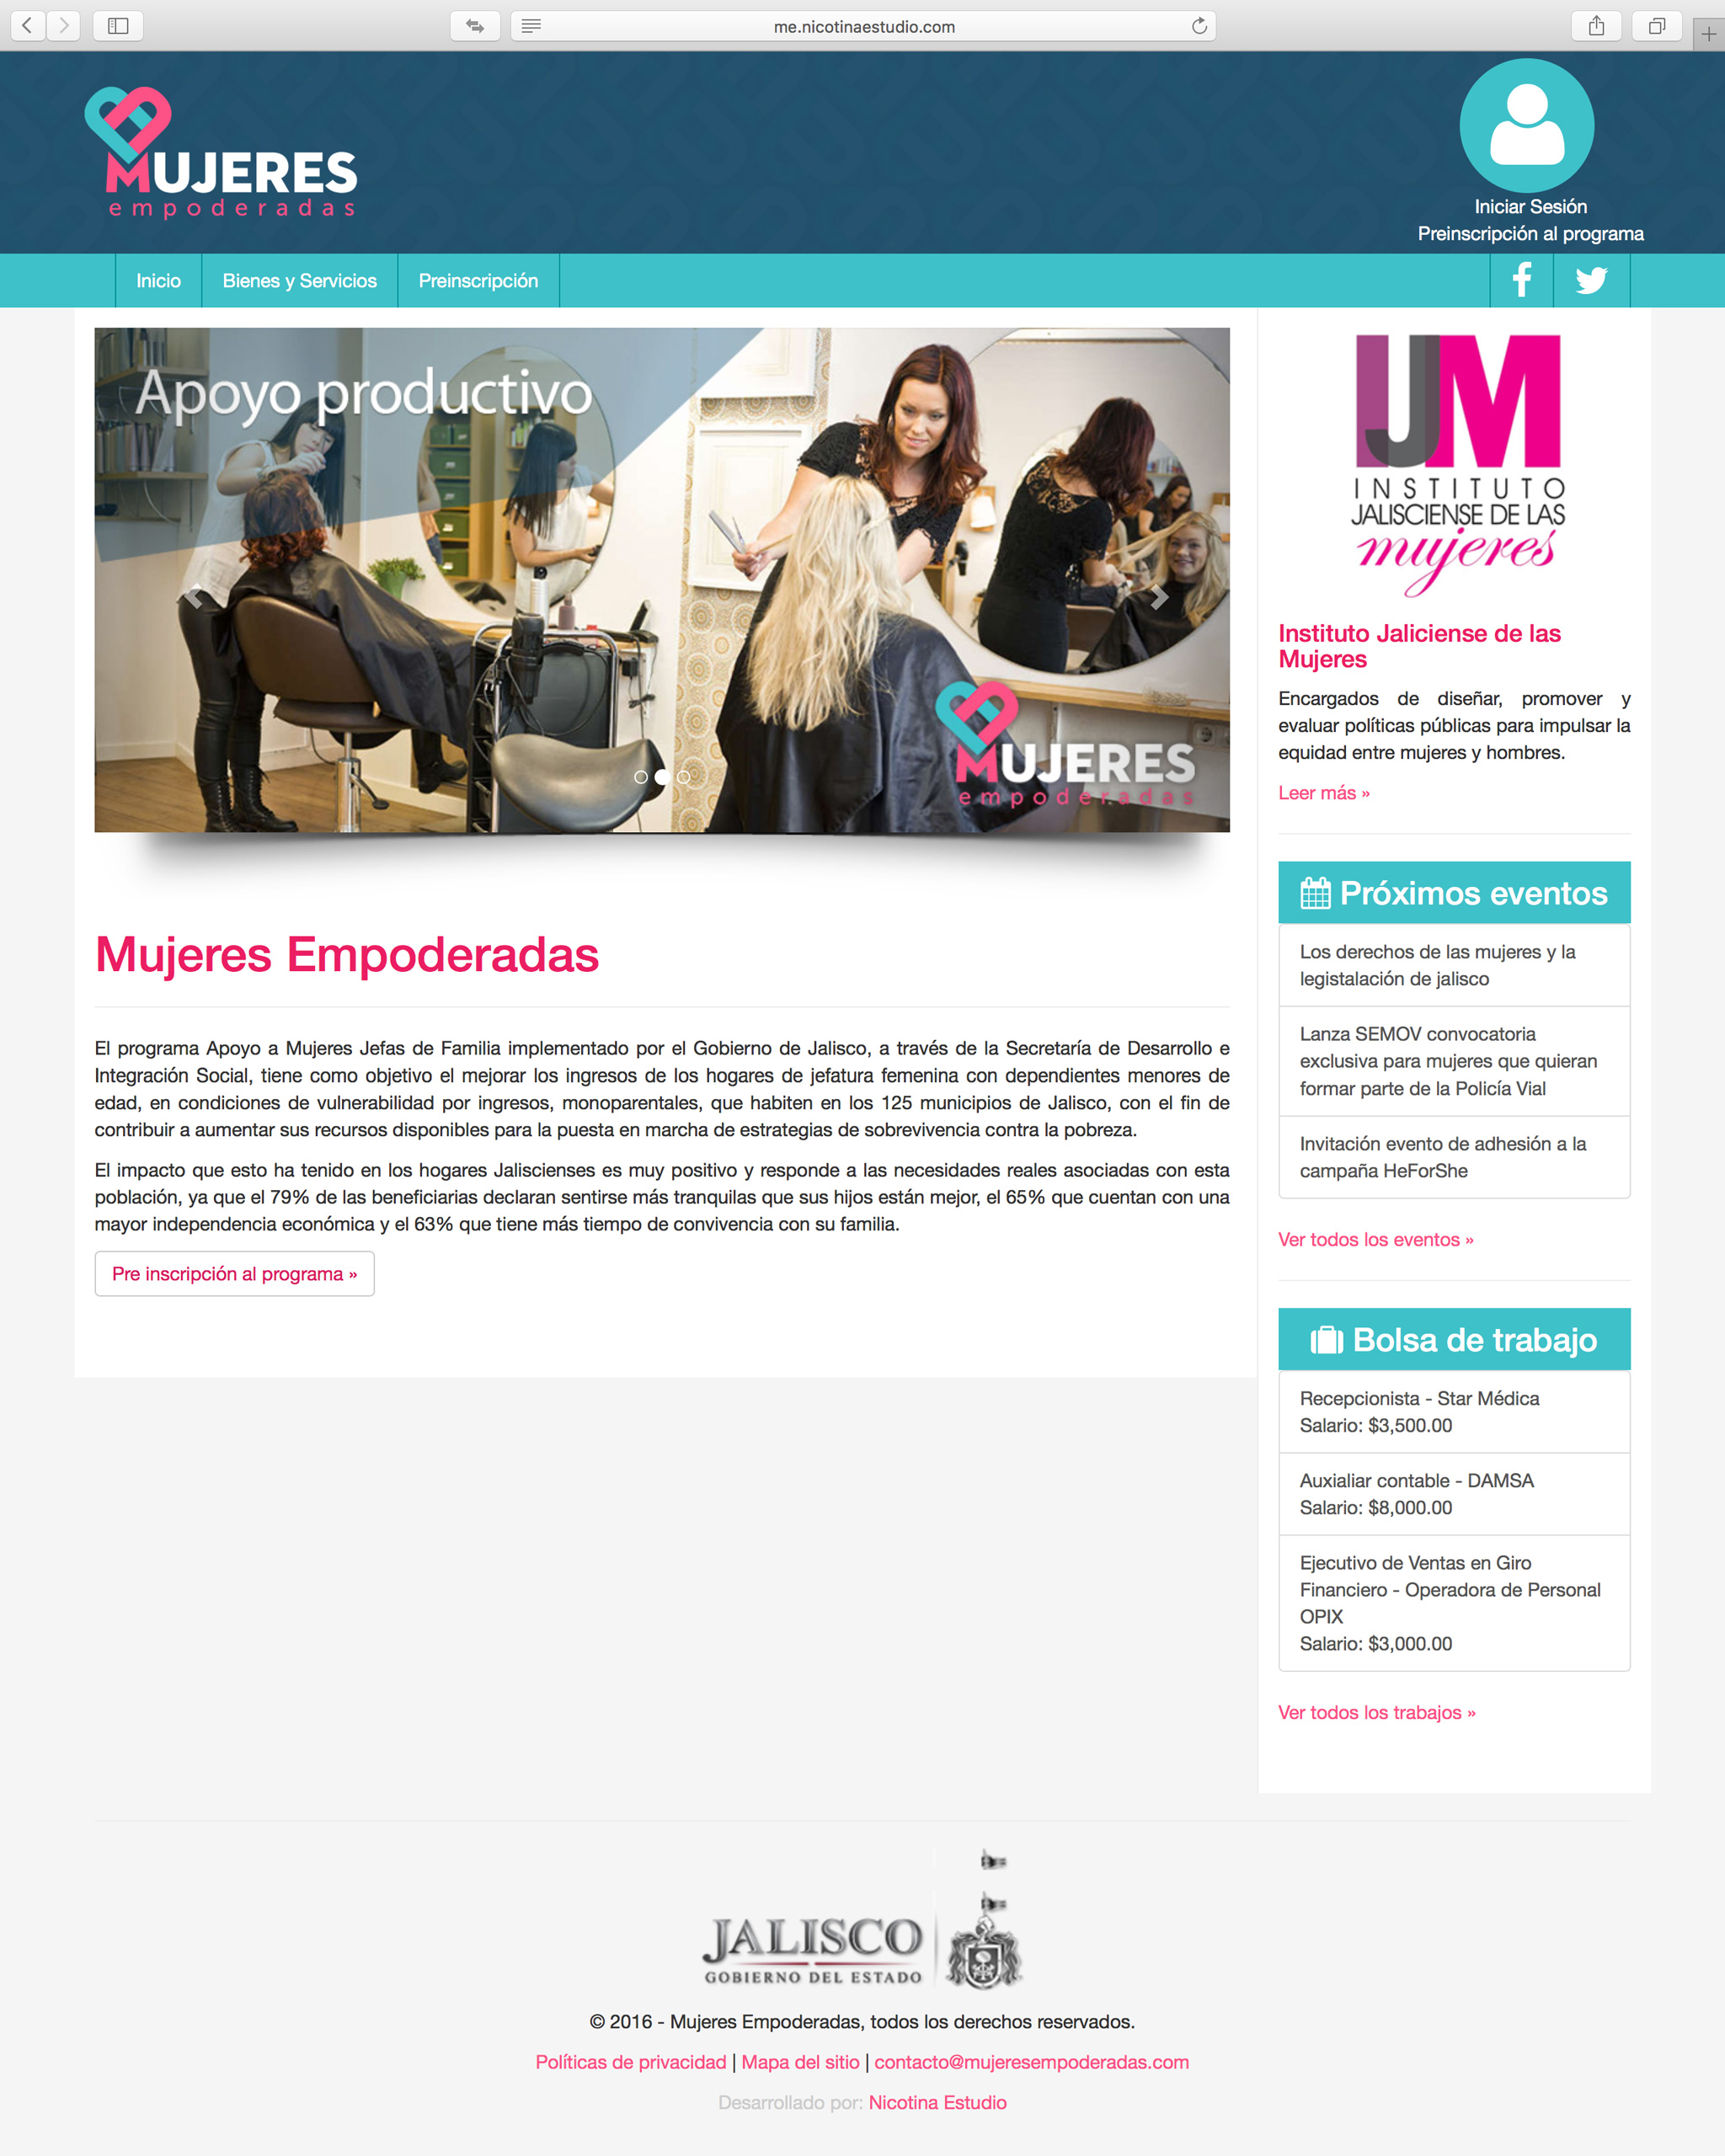 me.nicotinaestudio.com
MUJERES
empoderadas
Iniciar Sesión
Preinscripción al programa
Inicio
Bienes y Servicios
Preinscripción
Apoyo productivo
MUJERES
empoderadas
Mujeres Empoderadas
El programa Apoyo a Mujeres Jefas de Familia implementado por el Gobierno de Jalisco, a través de la Secretaría de Desarrollo e
Integración Social, tiene como objetivo el mejorar los ingresos de los hogares de jefatura femenina con dependientes menores de
edad, en condiciones de vulnerabilidad por ingresos, monoparentales, que habiten en los 125 municipios de Jalisco, con el fin de
contribuir a aumentar sus recursos disponibles para la puesta en marcha de estrategias de sobrevivencia contra la pobreza.
El impacto que esto ha tenido en los hogares Jaliscienses es muy positivo y responde a las necesidades reales asociadas con esta
población, ya que el 79% de las beneficiarias declaran sentirse más tranquilas que sus hijos están mejor, el 65% que cuentan con una
mayor independencia económica y el 63% que tiene más tiempo de convivencia con su familia.
Pre inscripción al programa »
IJM
INSTITUTO
JALISCIENSE DE LAS
mujeres
Instituto Jaliciense de las
Mujeres
Encargados de diseñar, promover y
evaluar políticas públicas para impulsar la
equidad entre mujeres y hombres.
Leer más »
Próximos eventos
Los derechos de las mujeres y la
legistalación de jalisco
Lanza SEMOV convocatoria
exclusiva para mujeres que quieran
formar parte de la Policía Vial
Invitación evento de adhesión a la
campaña HeForShe
Ver todos los eventos »
Bolsa de trabajo
Recepcionista - Star Médica
Salario: $3,500.00
Auxialiar contable - DAMSA
Salario: $8,000.00
Ejecutivo de Ventas en Giro
Financiero - Operadora de Personal
OPIX
Salario: $3,000.00
Ver todos los trabajos »
JALISCO
GOBIERNO DEL ESTADO
© 2016 - Mujeres Empoderadas, todos los derechos reservados.
Políticas de privacidad | Mapa del sitio | contacto@mujeresempoderadas.com
Desarrollado por: Nicotina Estudio